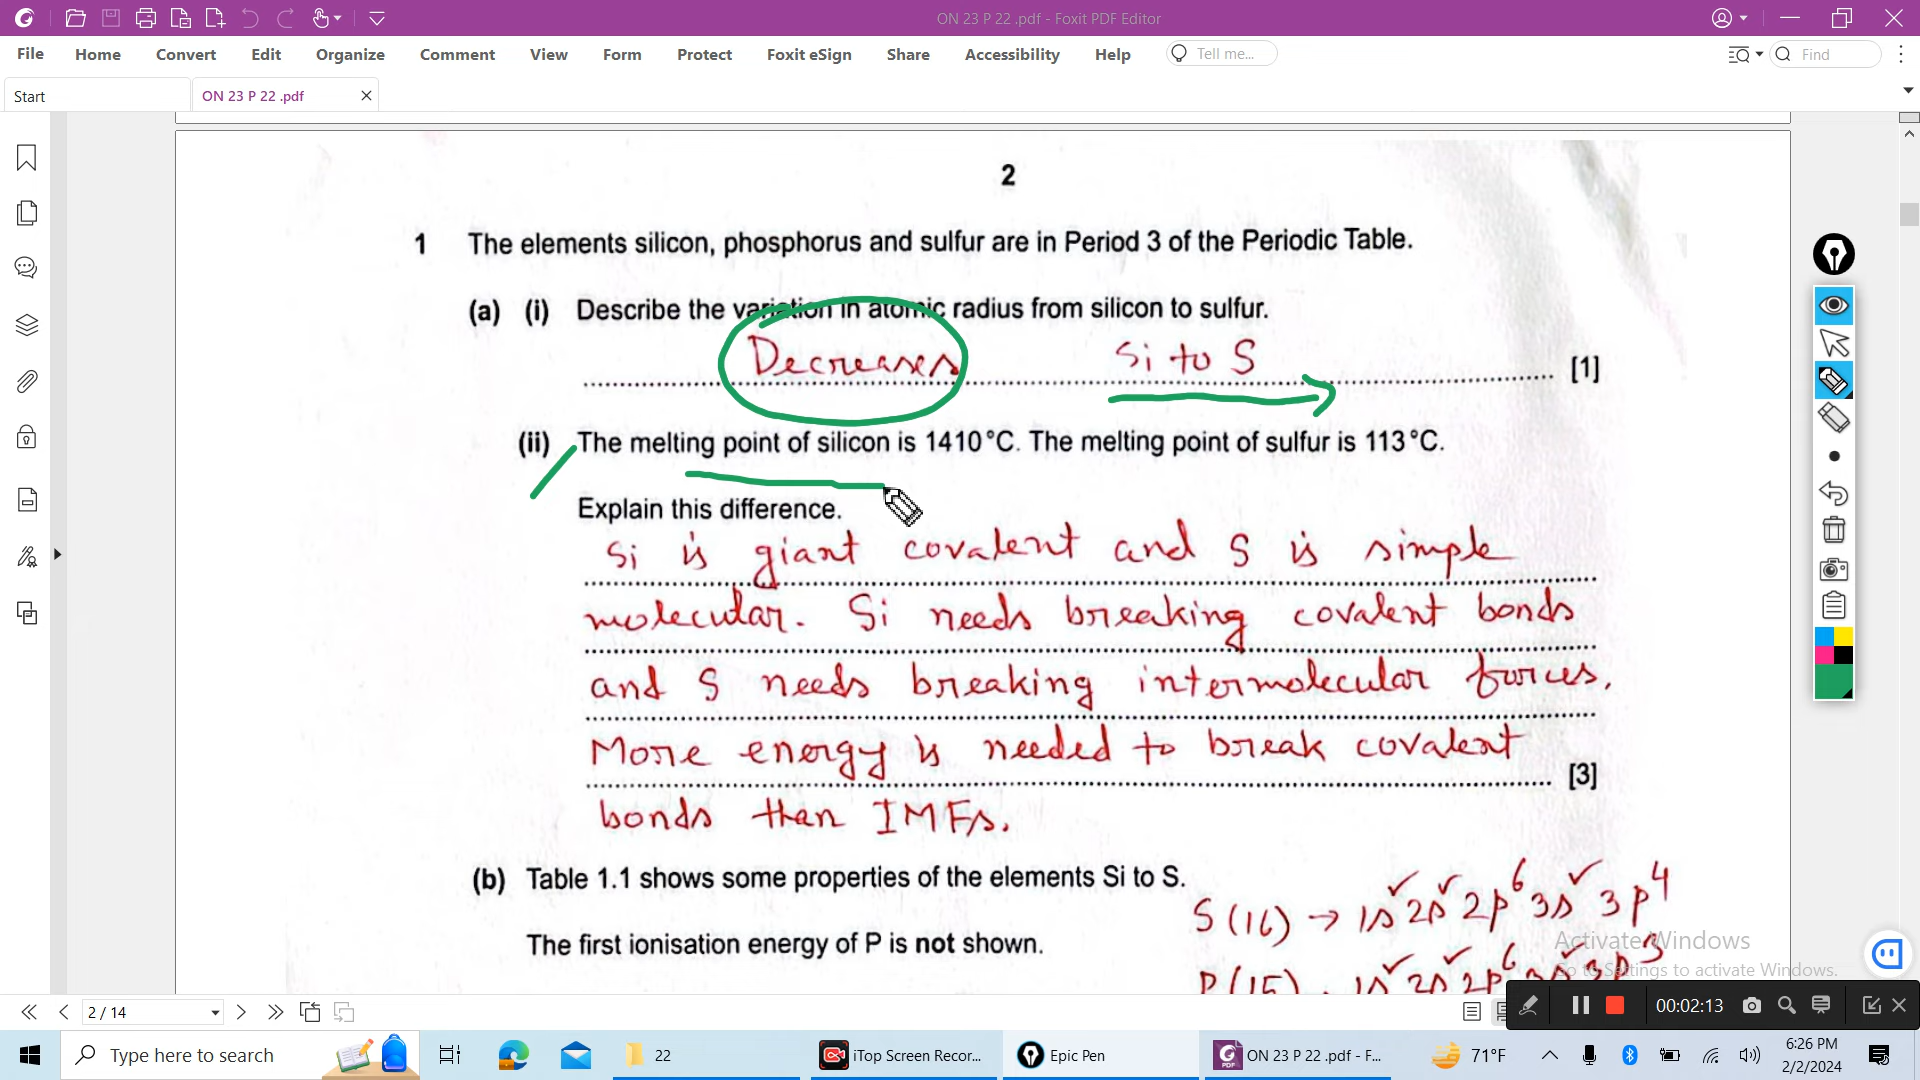 ON 23 P 22 .pdf - Foxit PDF Editor
File Home Convert Edit Organize Comment View Form Protect Foxit eSign Share Accessibility Help Tell me... Find
Start ON 23 P 22 .pdf
2
1 The elements silicon, phosphorus and sulfur are in Period 3 of the Periodic Table.
(a) (i) Describe the variation in atomic radius from silicon to sulfur.
Decreases Si to S [1]
(ii) The melting point of silicon is 1410 °C. The melting point of sulfur is 113 °C.
Explain this difference.
Si is giant covalent and S is simple
molecular. Si needs breaking covalent bonds
and S needs breaking intermolecular forces.
More energy is needed to break covalent
[3]
bonds than IMFs.
(b) Table 1.1 shows some properties of the elements Si to S.
S (16) → 1s² 2s² 2p⁶ 3s² 3p⁴
The first ionisation energy of P is not shown.
P (15) 1s² 2s² 2p⁶ 3s² 3p³
Activate Windows
Go to Settings to activate Windows.
2 / 14
00:02:13
Type here to search
22
iTop Screen Recor...
Epic Pen
ON 23 P 22 .pdf - F...
71°F
6:26 PM
2/2/2024